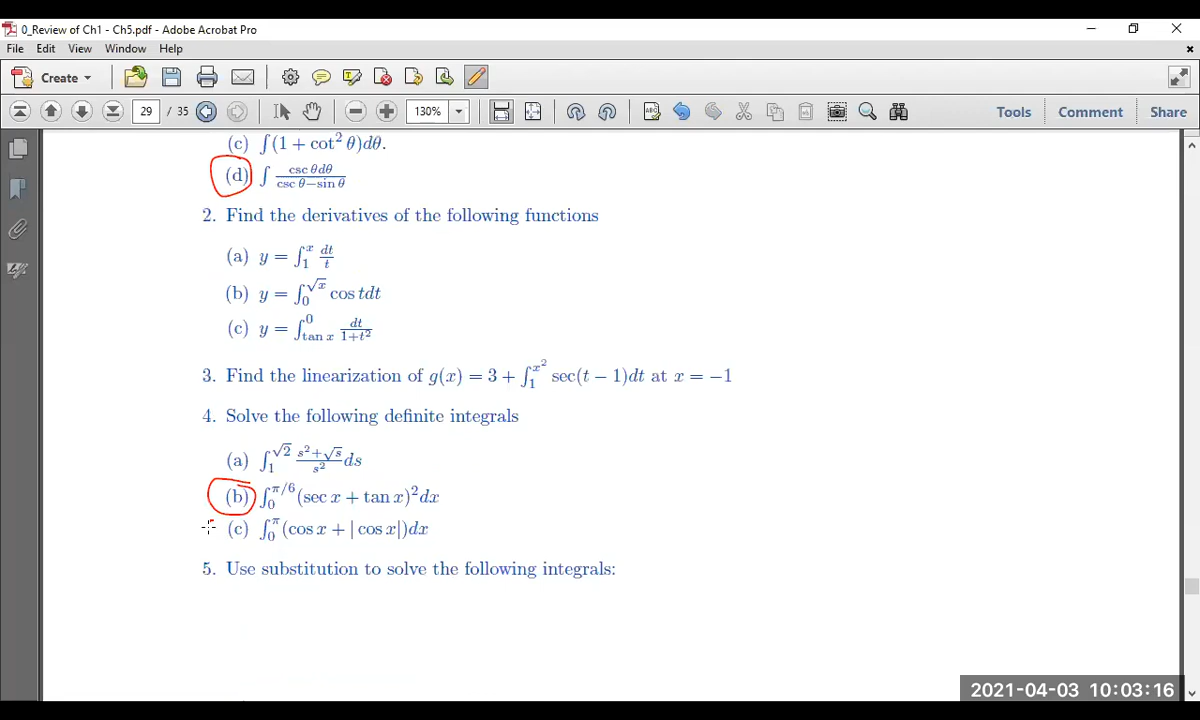 0_Review of Ch1 - Ch5.pdf - Adobe Acrobat Pro
File Edit View Window Help
Create
29 / 35 130% Tools Comment Share
(c) ∫(1 + cot² θ)dθ.
(d) ∫ csc θdθ / csc θ−sin θ
2. Find the derivatives of the following functions
(a) y = ∫₁ˣ dt/t
(b) y = ∫₀^√x cos tdt
(c) y = ∫_tan x^0 dt/1+t²
3. Find the linearization of g(x) = 3 + ∫₁^x² sec(t − 1)dt at x = −1
4. Solve the following definite integrals
(a) ∫₁^√2 s²+√s/s² ds
(b) ∫₀^π/6 (sec x + tan x)²dx
(c) ∫₀^π (cos x + | cos x|)dx
5. Use substitution to solve the following integrals:
2021-04-03 10:03:16